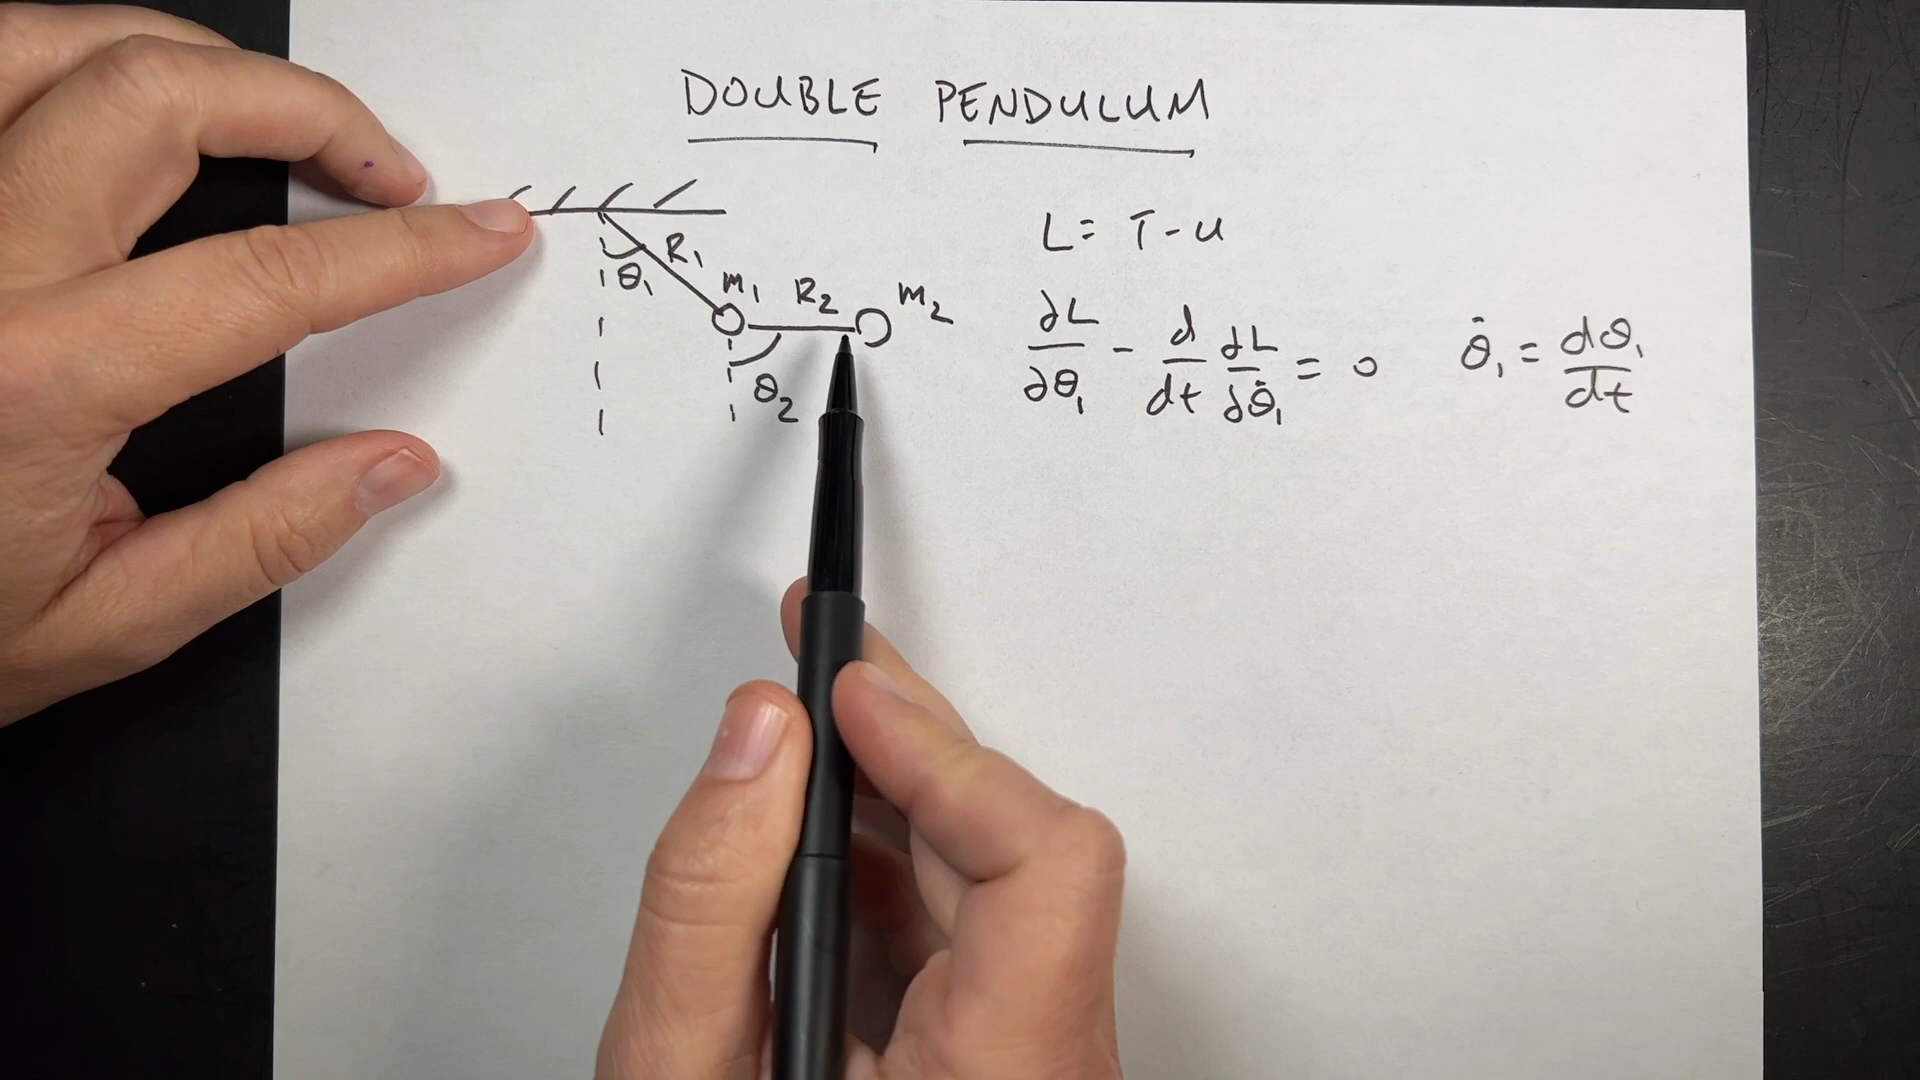 DOUBLE PENDULUM
L = T - u
R₁
θ₁
m₁ R₂ m₂
θ₂
∂L/∂θ₁ - d/dt ∂L/∂θ̇₁ = 0
θ̇₁ = dθ₁/dt